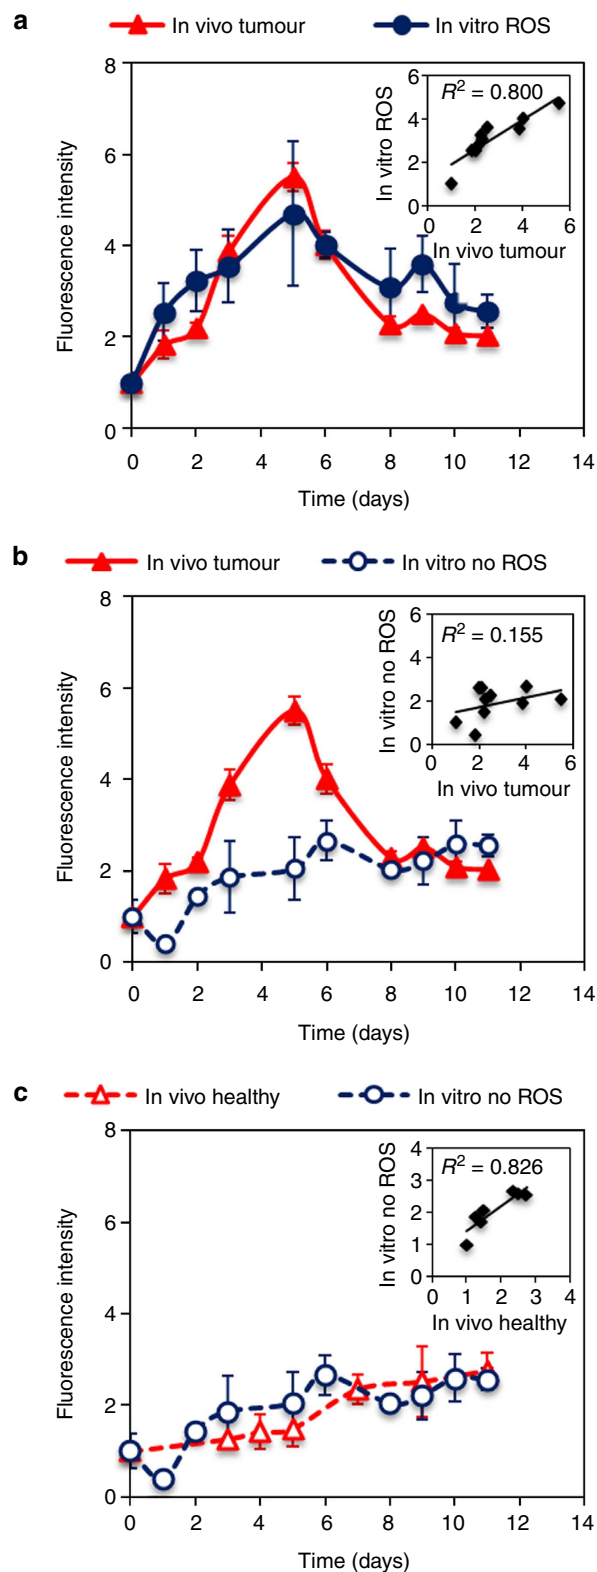 a
In vivo tumour In vitro ROS
8
6
4
2
0
Fluorescence intensity
0 2 4 6 8 10 12 14
Time (days)
R² = 0.800
6
4
2
0
In vitro ROS
0 2 4 6
In vivo tumour
b
In vivo tumour In vitro no ROS
8
6
4
2
0
Fluorescence intensity
0 2 4 6 8 10 12 14
Time (days)
R² = 0.155
6
4
2
0
In vitro no ROS
0 2 4 6
In vivo tumour
c
In vivo healthy In vitro no ROS
8
6
4
2
0
Fluorescence intensity
0 2 4 6 8 10 12 14
Time (days)
R² = 0.826
4
3
2
1
0
In vitro no ROS
0 1 2 3 4
In vivo healthy